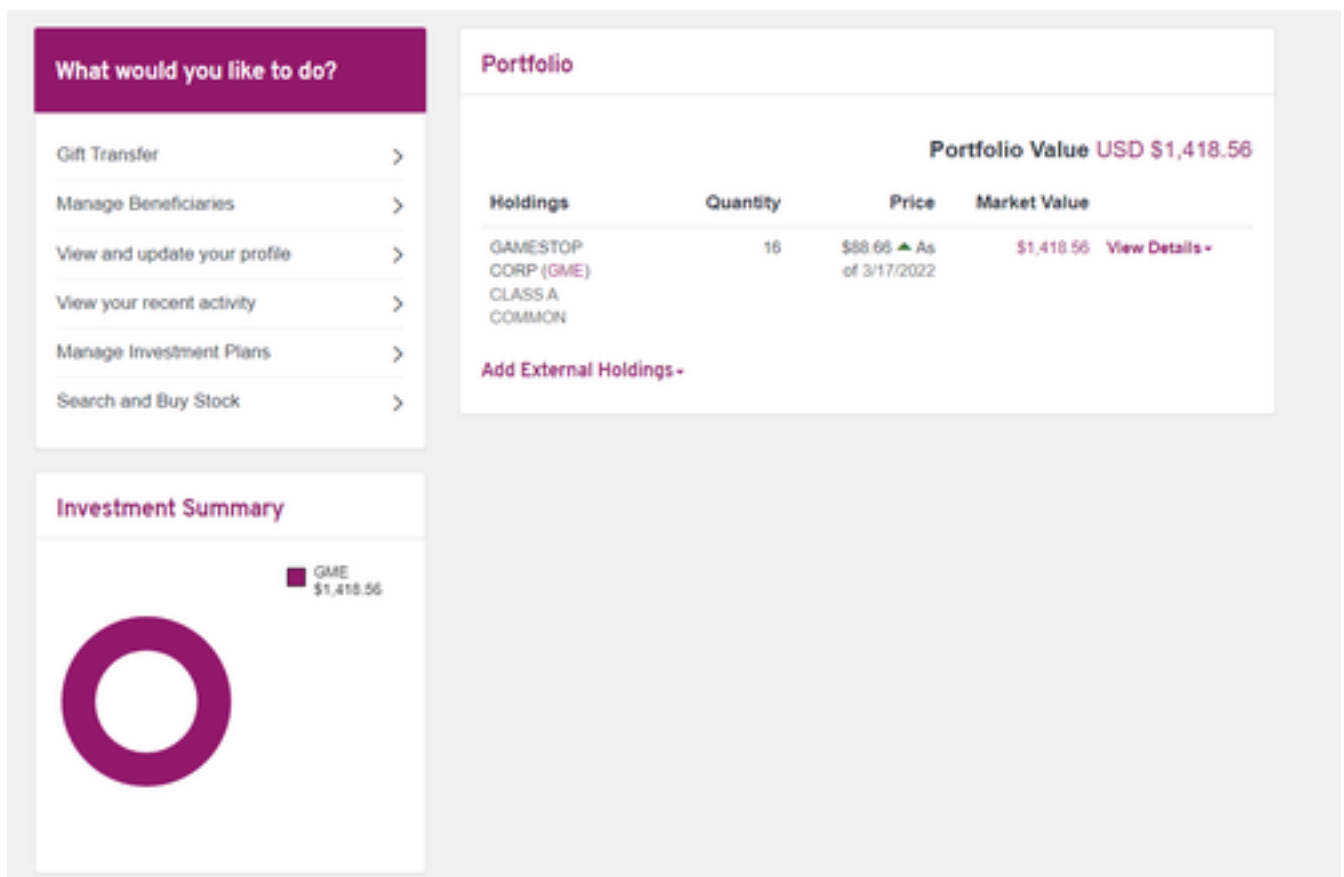 What would you like to do?
Gift Transfer
Manage Beneficiaries
View and update your profile
View your recent activity
Manage Investment Plans
Search and Buy Stock
Portfolio
Portfolio Value USD $1,418.56
Holdings Quantity Price Market Value
GAMESTOP 16 $88.66 As $1,418.56 View Details
CORP (GME) of 3/17/2022
CLASS A
COMMON
Add External Holdings
Investment Summary
GME
$1,418.56